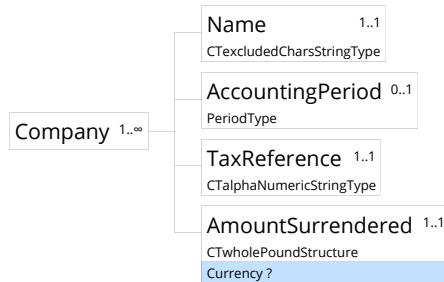 Name 1..1
CTexcludedCharsStringType
AccountingPeriod 0..1
PeriodType
Company 1..∞
TaxReference 1..1
CTalphaNumericStringType
AmountSurrendered 1..1
CTwholePoundStructure
Currency ?